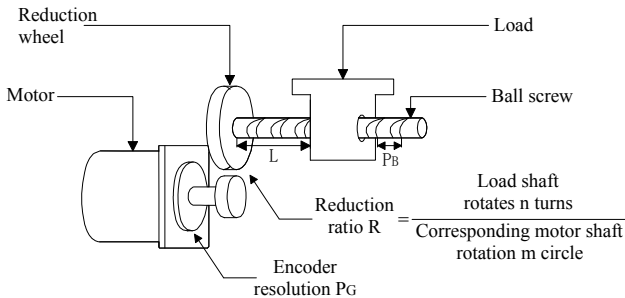 Reduction
wheel
Load
Motor
Ball screw
L
PB
Reduction
ratio R
=
Load shaft
rotates n turns
Corresponding motor shaft
rotation m circle
Encoder
resolution PG